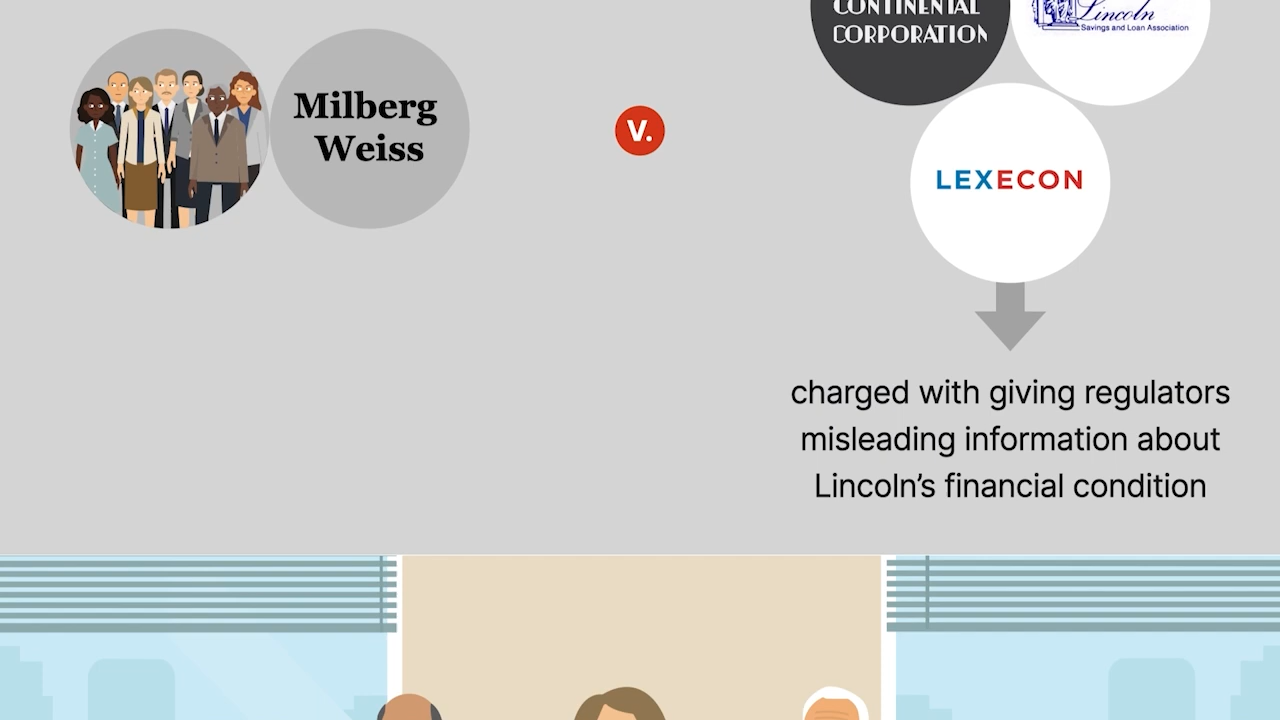 CONTINENTAL
CORPORATION
Lincoln
Savings and Loan Association
Milberg
Weiss
V.
LEXECON
charged with giving regulators
misleading information about
Lincoln's financial condition